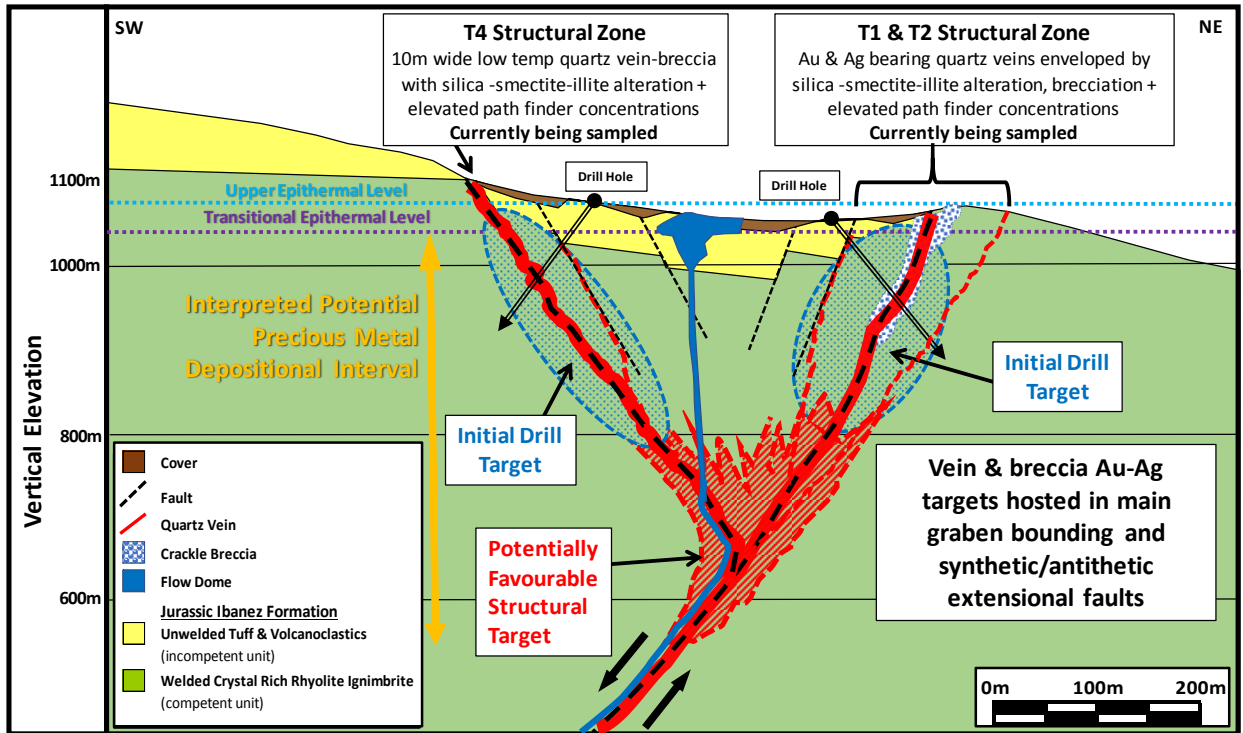 SW
NE
T4 Structural Zone
10m wide low temp quartz vein-breccia
with silica -smectite-illite alteration +
elevated path finder concentrations
Currently being sampled
T1 & T2 Structural Zone
Au & Ag bearing quartz veins enveloped by
silica -smectite-illite alteration, brecciation +
elevated path finder concentrations
Currently being sampled
Drill Hole
Drill Hole
1100m
Upper Epithermal Level
Transitional Epithermal Level
1000m
Interpreted Potential
Precious Metal
Depositional Interval
Initial Drill
Target
Initial Drill
Target
800m
600m
Vertical Elevation
Cover
Fault
Quartz Vein
Crackle Breccia
Flow Dome
Jurassic Ibanez Formation
Unwelded Tuff & Volcanoclastics
(incompetent unit)
Welded Crystal Rich Rhyolite Ignimbrite
(competent unit)
Potentially
Favourable
Structural
Target
Vein & breccia Au-Ag
targets hosted in main
graben bounding and
synthetic/antithetic
extensional faults
0m 100m 200m